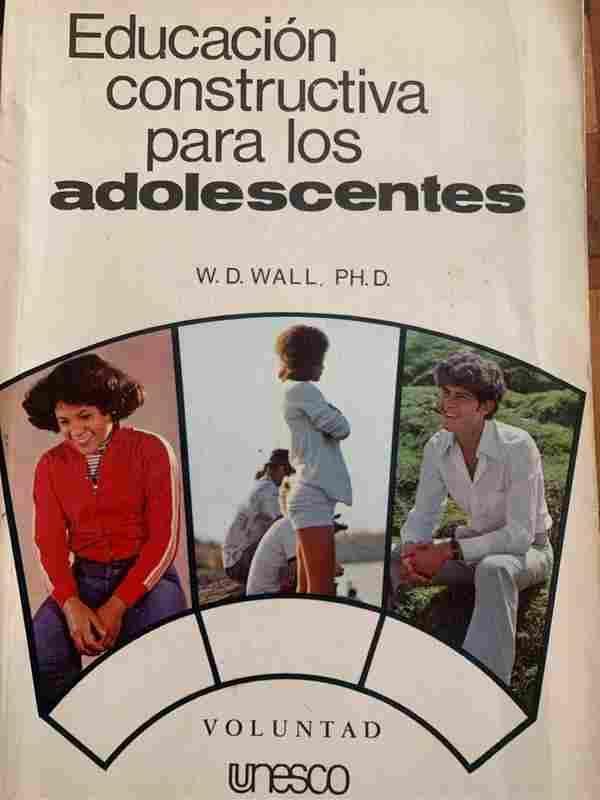 Educación
constructiva
para los
adolescentes
W. D. WALL, PH.D.
VOLUNTAD
unesco